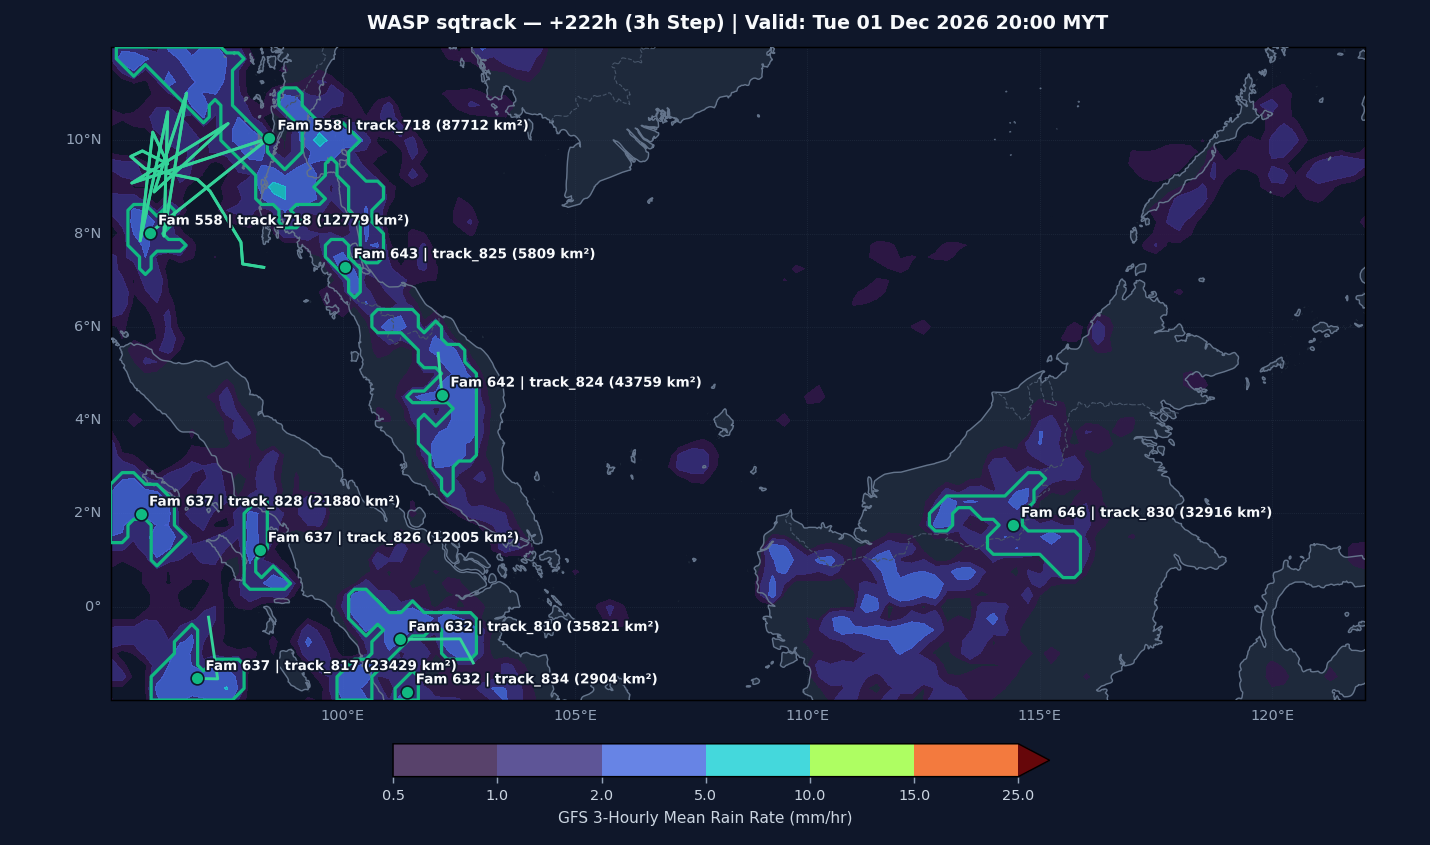 WASP sqtrack — +222h (3h Step) | Valid: Tue 01 Dec 2026 20:00 MYT
10°N
Fam 558 | track_718 (87712 km²)
8°N
Fam 558 | track_718 (12779 km²)
Fam 643 | track_825 (5809 km²)
6°N
Fam 642 | track_824 (43759 km²)
4°N
Fam 637 | track_828 (21880 km²)
2°N
Fam 646 | track_830 (32916 km²)
Fam 637 | track_826 (12005 km²)
0°
Fam 632 | track_810 (35821 km²)
Fam 637 | track_817 (23429 km²)
Fam 632 | track_834 (2904 km²)
100°E 105°E 110°E 115°E 120°E
0.5 1.0 2.0 5.0 10.0 15.0 25.0
GFS 3-Hourly Mean Rain Rate (mm/hr)